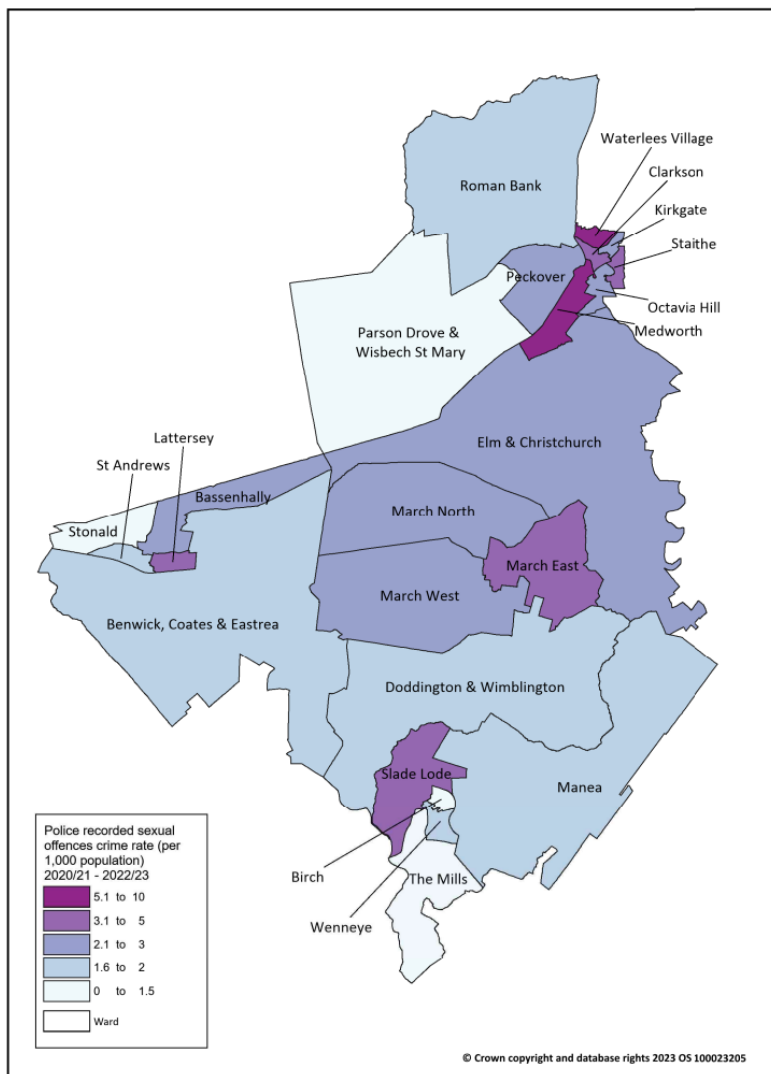 Waterlees Village
Clarkson
Roman Bank
Kirkgate
Staithe
Peckover
Octavia Hill
Medworth
Parson Drove &
Wisbech St Mary
Lattersey
Elm & Christchurch
St Andrews
Bassenhally
March North
Stonald
March East
March West
Benwick, Coates & Eastrea
Doddington & Wimblington
Slade Lode
Manea
Birch
The Mills
Wenneye
Police recorded sexual
offences crime rate (per
1,000 population)
2020/21 - 2022/23
5.1 to 10
3.1 to 5
2.1 to 3
1.6 to 2
0 to 1.5
Ward
© Crown copyright and database rights 2023 OS 100023205